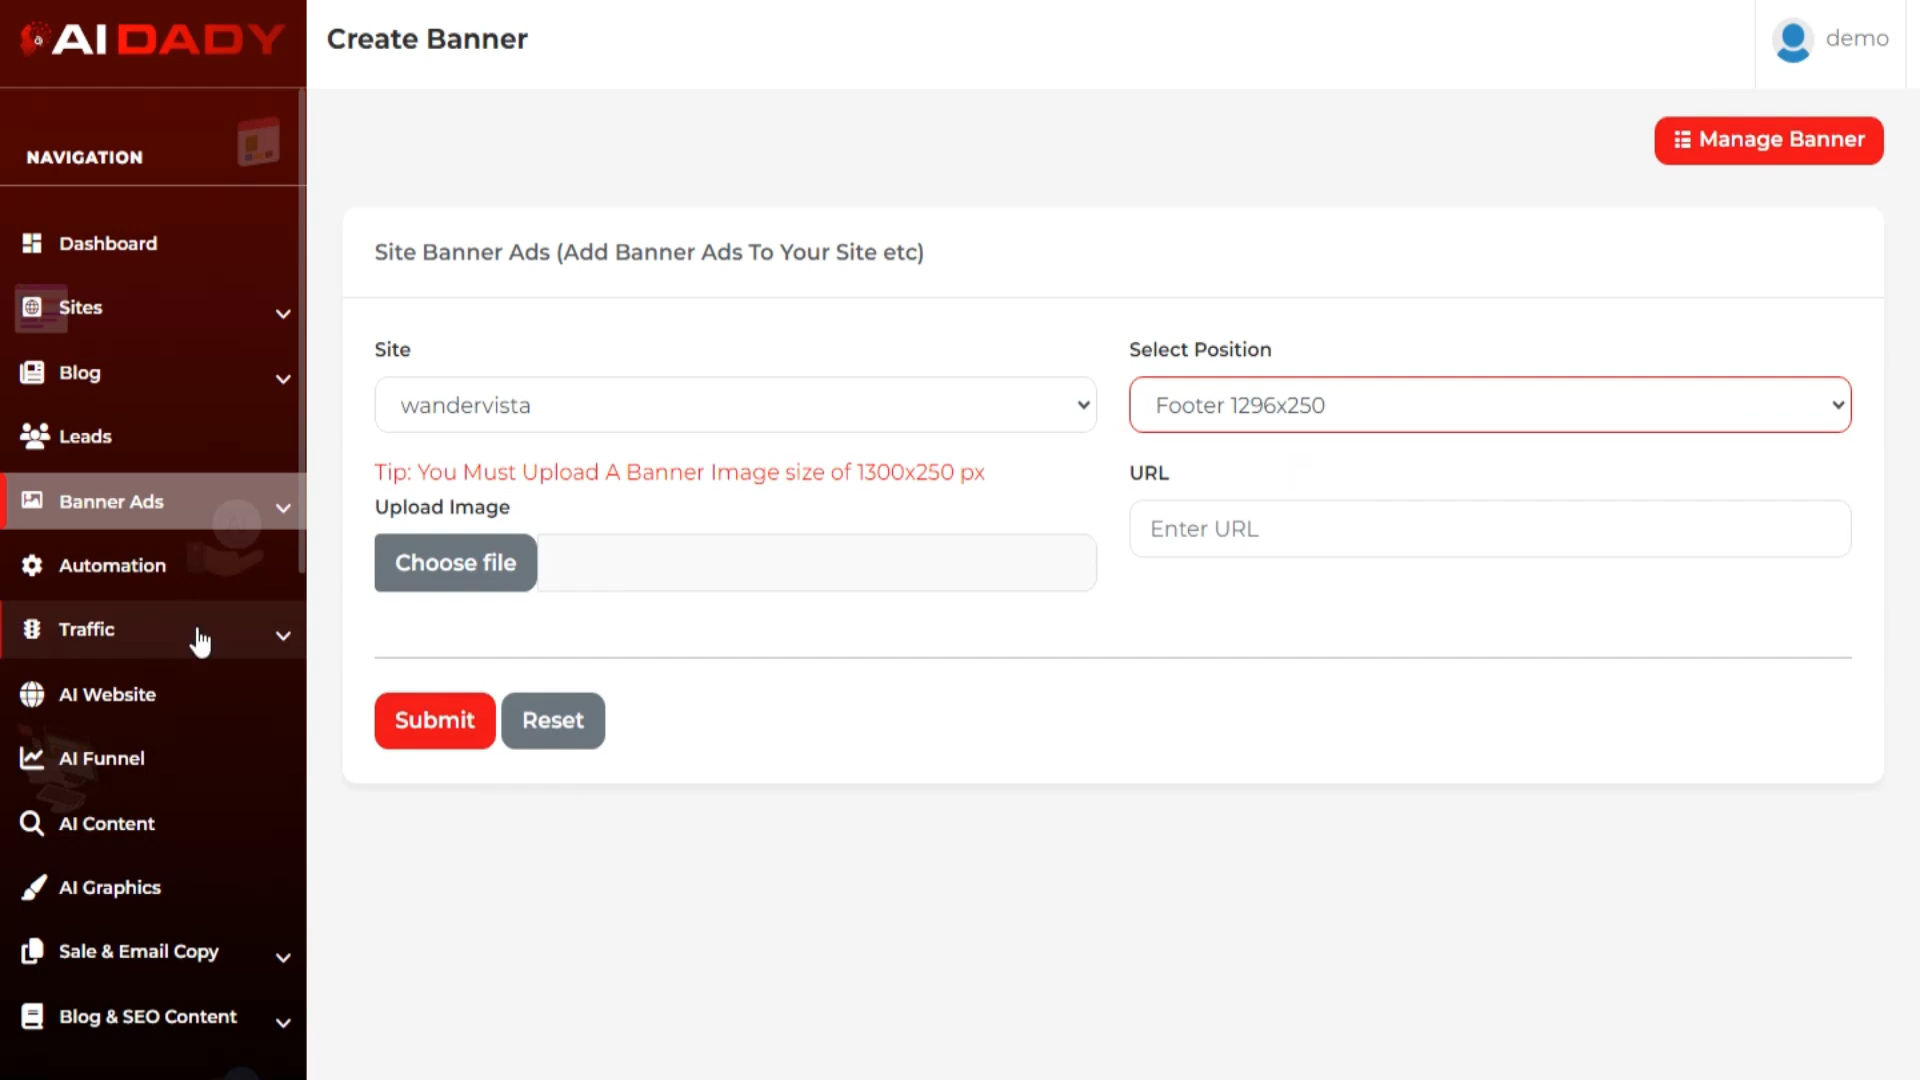 AI DADY
Create Banner
demo
NAVIGATION
Manage Banner
Dashboard
Sites
Blog
Leads
Banner Ads
Automation
Traffic
AI Website
AI Funnel
AI Content
AI Graphics
Sale & Email Copy
Blog & SEO Content
Site Banner Ads (Add Banner Ads To Your Site etc)
Site
Select Position
wandervista
Footer 1296x250
Tip: You Must Upload A Banner Image size of 1300x250 px
URL
Upload Image
Enter URL
Choose file
Submit
Reset